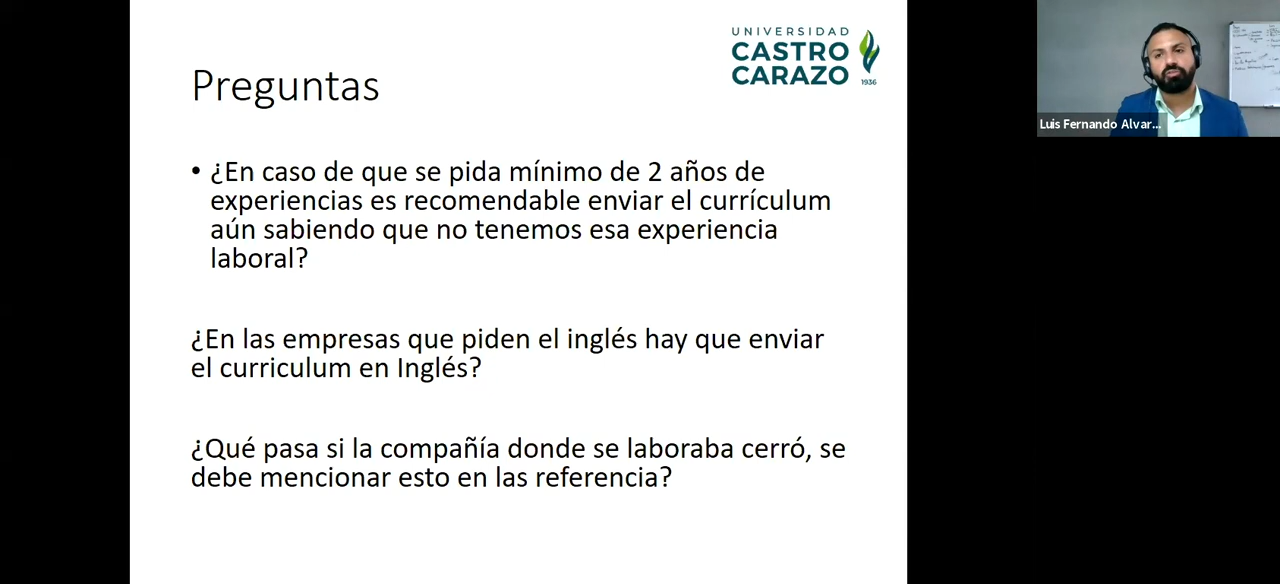 UNIVERSIDAD
CASTRO
CARAZO
1936
Preguntas
• ¿En caso de que se pida mínimo de 2 años de
experiencias es recomendable enviar el currículum
aún sabiendo que no tenemos esa experiencia
laboral?
¿En las empresas que piden el inglés hay que enviar
el curriculum en Inglés?
¿Qué pasa si la compañía donde se laboraba cerró, se
debe mencionar esto en las referencia?
Luis Fernando Alvar...